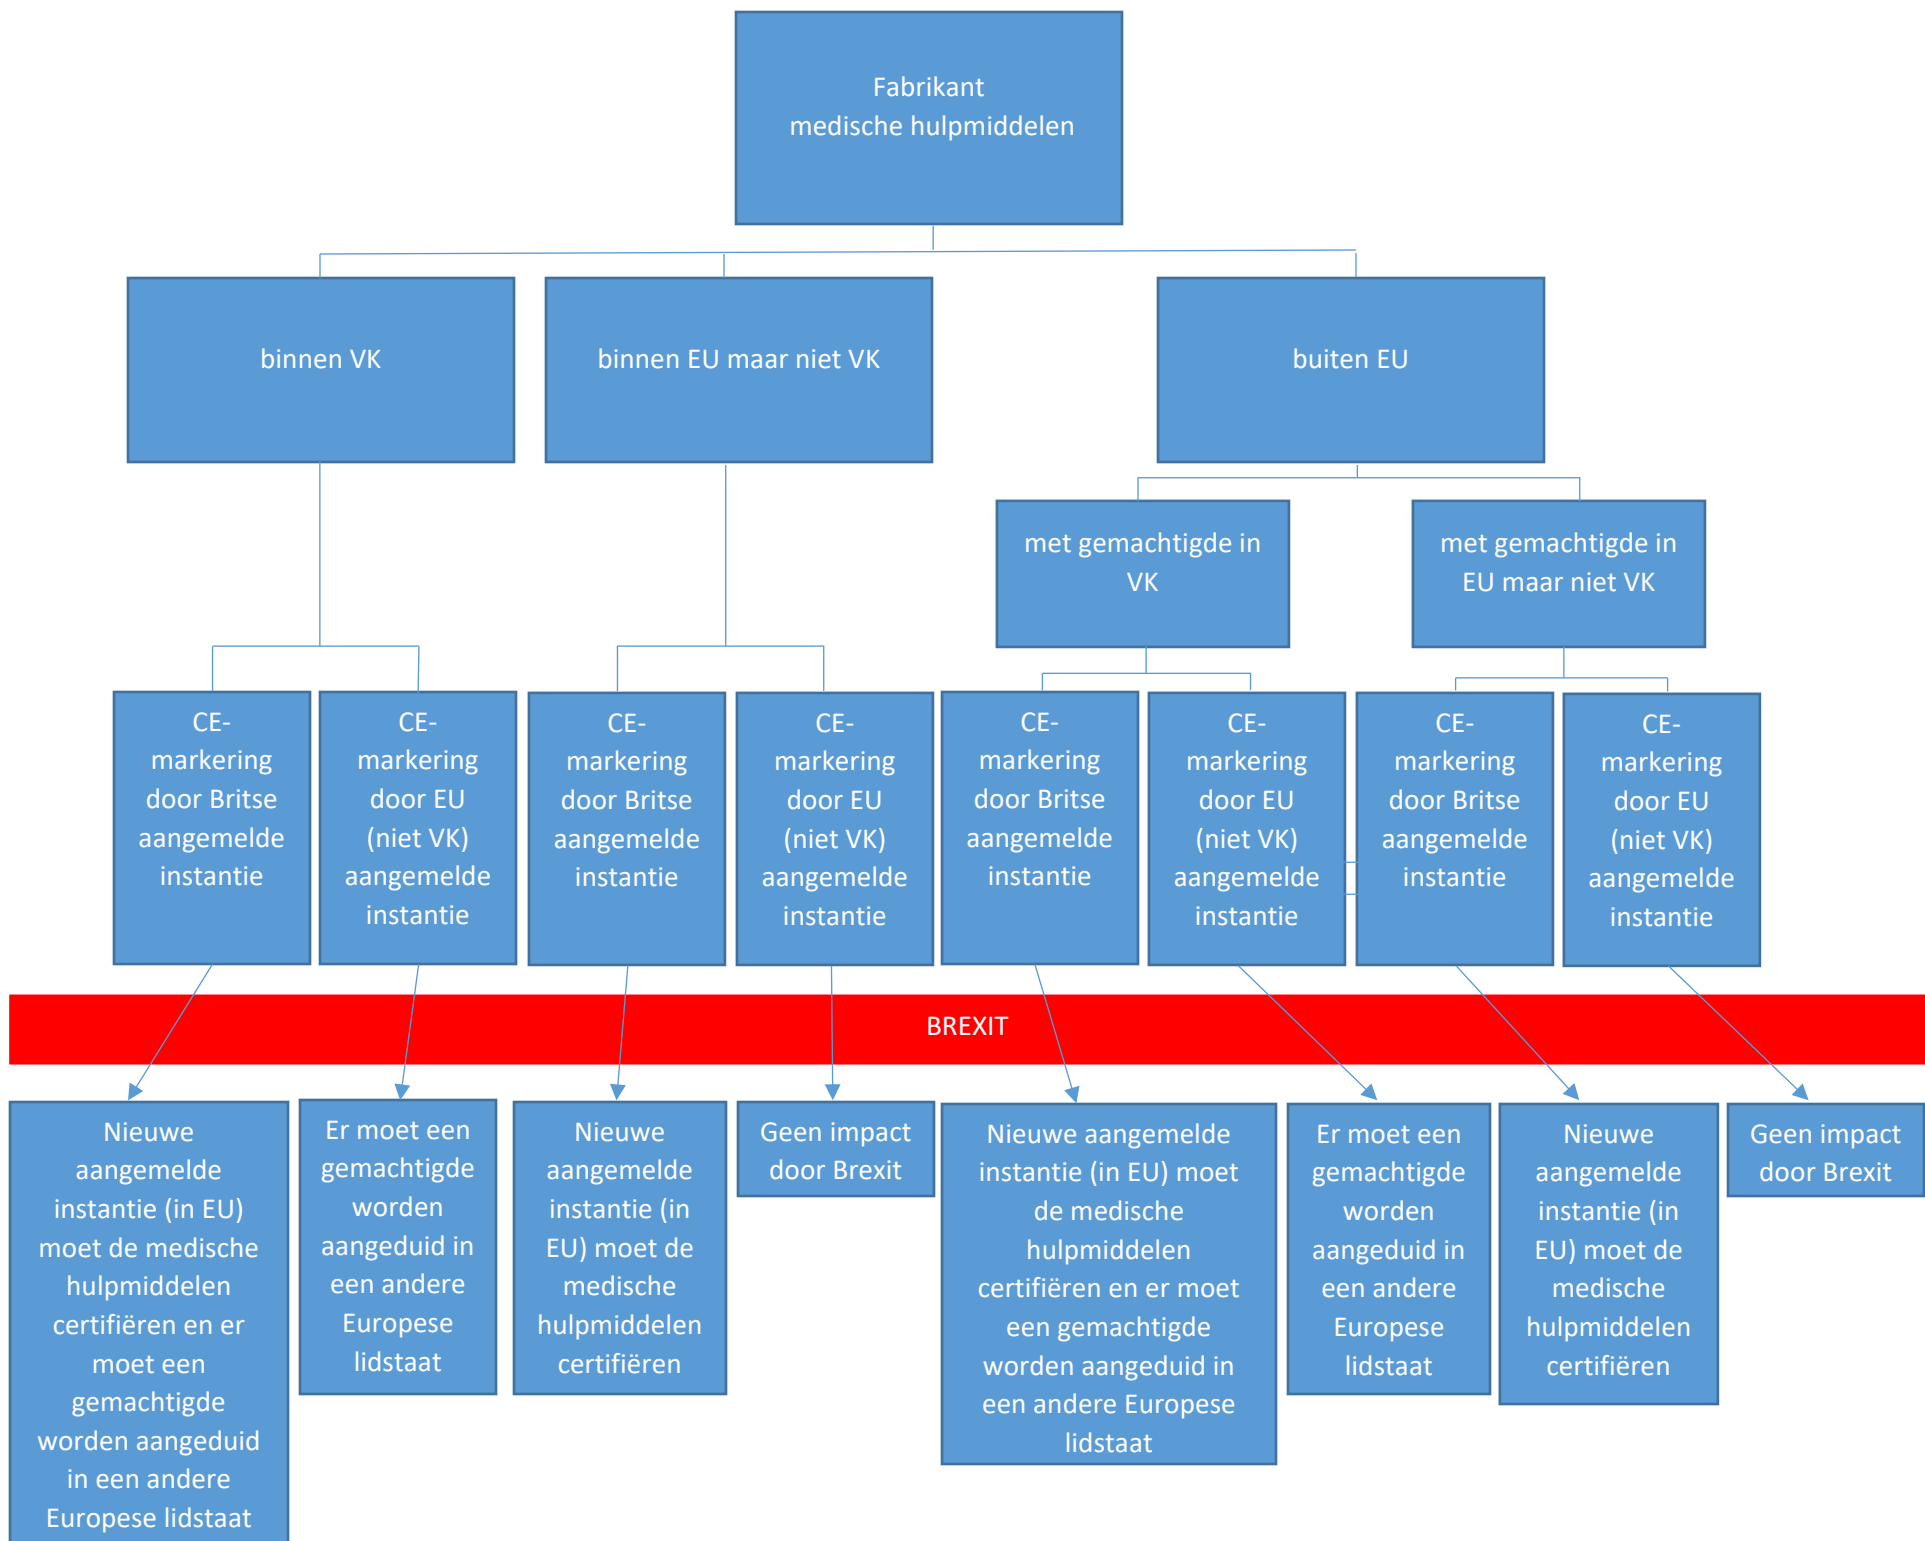 Fabrikant
medische hulpmiddelen
binnen VK
binnen EU maar niet VK
buiten EU
met gemachtigde in
VK
met gemachtigde in
EU maar niet VK
CE-
markering
door Britse
aangemelde
instantie
CE-
markering
door EU
(niet VK)
aangemelde
instantie
CE-
markering
door Britse
aangemelde
instantie
CE-
markering
door EU
(niet VK)
aangemelde
instantie
CE-
markering
door Britse
aangemelde
instantie
CE-
markering
door EU
(niet VK)
aangemelde
instantie
CE-
markering
door Britse
aangemelde
instantie
CE-
markering
door EU
(niet VK)
aangemelde
instantie
BREXIT
Nieuwe
aangemelde
instantie (in EU)
moet de medische
hulpmiddelen
certifiëren en er
moet een
gemachtigde
worden aangeduid
in een andere
Europese lidstaat
Er moet een
gemachtigde
worden
aangeduid in
een andere
Europese
lidstaat
Nieuwe
aangemelde
instantie (in
EU) moet de
medische
hulpmiddelen
certifiëren
Geen impact
door Brexit
Nieuwe aangemelde
instantie (in EU) moet
de medische
hulpmiddelen
certifiëren en er moet
een gemachtigde
worden aangeduid in
een andere Europese
lidstaat
Er moet een
gemachtigde
worden
aangeduid in
een andere
Europese
lidstaat
Nieuwe
aangemelde
instantie (in
EU) moet de
medische
hulpmiddelen
certifiëren
Geen impact
door Brexit